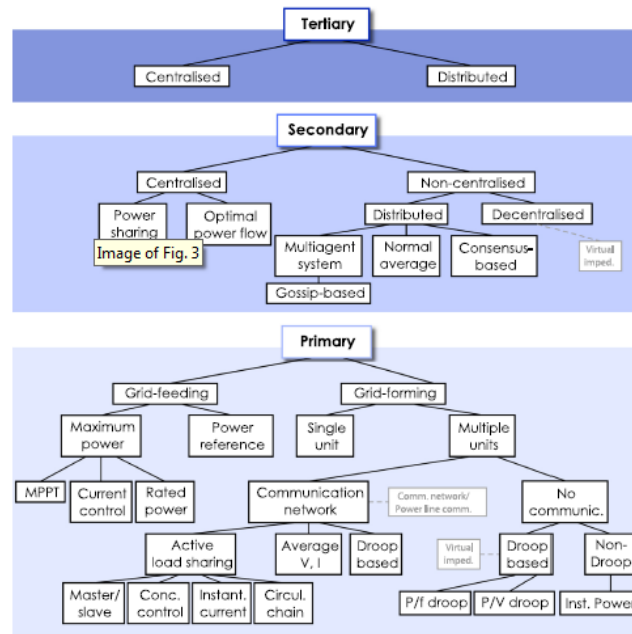 Tertiary
Centralised
Distributed
Secondary
Centralised
Non-centralised
Power
sharing
Optimal
power flow
Distributed
Decentralised
Image of Fig. 3
Multiagent
system
Normal
average
Consensus-
based
Virtual
imped.
Gossip-based
Primary
Grid-feeding
Grid-forming
Maximum
power
Power
reference
Single
unit
Multiple
units
MPPT
Current
control
Rated
power
Communication
network
Comm. network/
Power line comm.
No
communic.
Active
load sharing
Average
V, I
Droop
based
Virtual
imped.
Droop
based
Non-
Droop
Master/
slave
Conc.
control
Instant.
current
Circul.
chain
P/f droop
P/V droop
Inst. Power